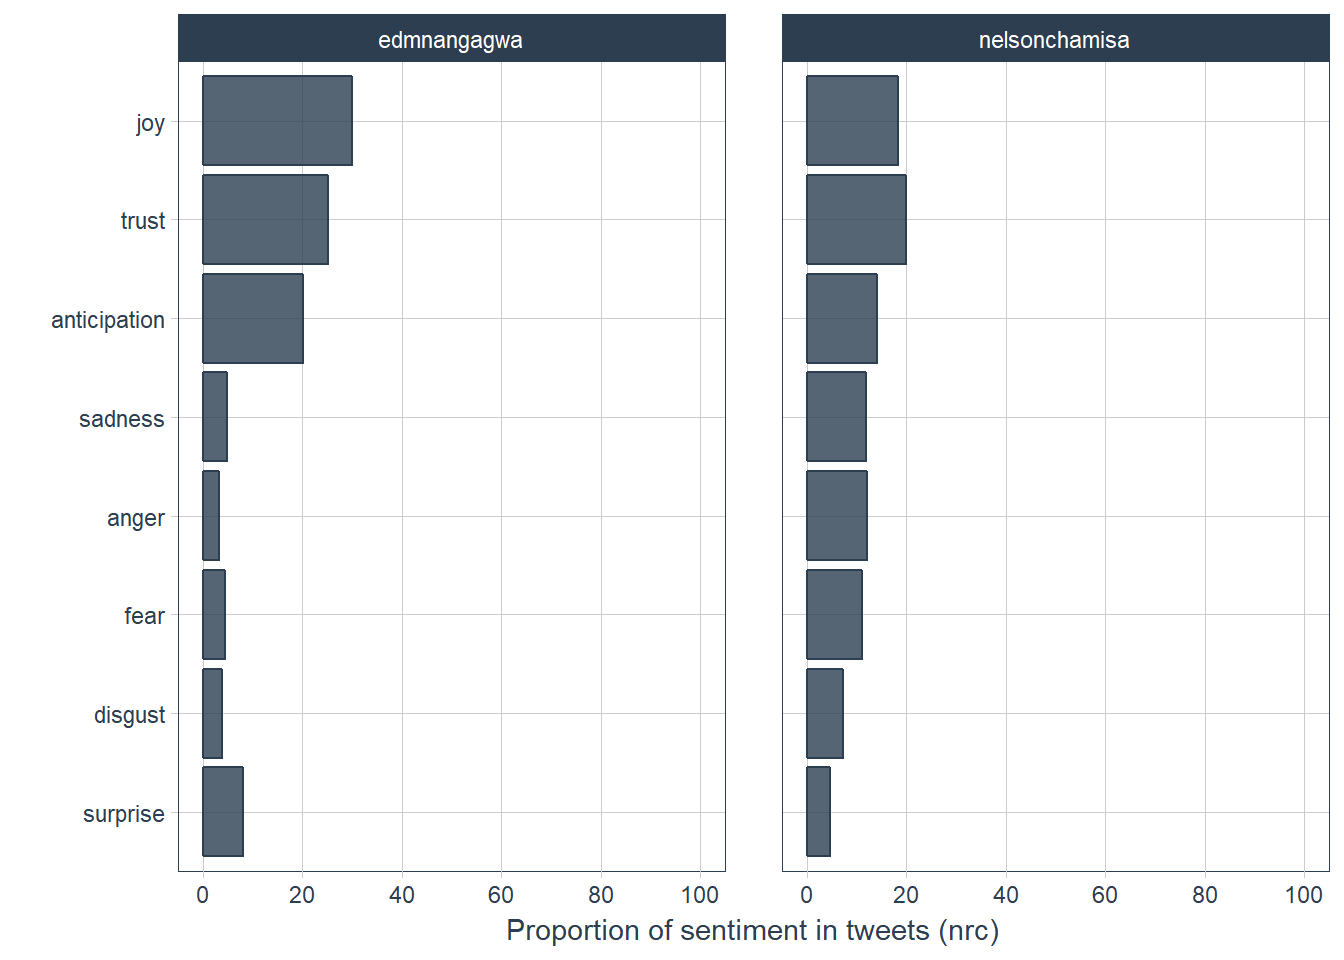 edmnangagwa
nelsonchamisa
joy
trust
anticipation
sadness
anger
fear
disgust
surprise
0 20 40 60 80 100
0 20 40 60 80 100
Proportion of sentiment in tweets (nrc)